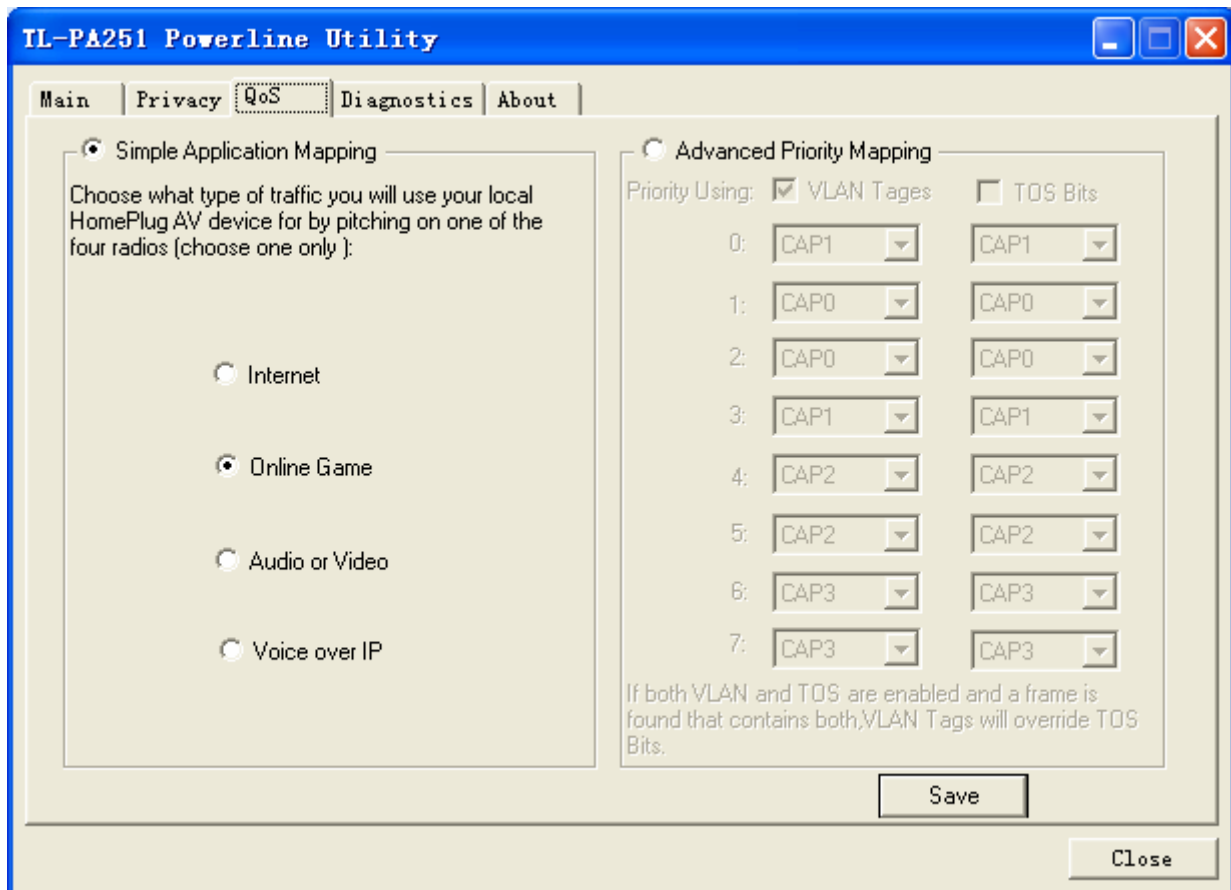 TL-PA251 Powerline Utility
Main Privacy QoS Diagnostics About
Simple Application Mapping
Choose what type of traffic you will use your local
HomePlug AV device for by pitching on one of the
four radios (choose one only ):
Internet
Online Game
Audio or Video
Voice over IP
Advanced Priority Mapping
Priority Using: VLAN Tages TOS Bits
0: CAP1 CAP1
1: CAP0 CAP0
2: CAP0 CAP0
3: CAP1 CAP1
4: CAP2 CAP2
5: CAP2 CAP2
6: CAP3 CAP3
7: CAP3 CAP3
If both VLAN and TOS are enabled and a frame is
found that contains both,VLAN Tags will override TOS
Bits.
Save
Close